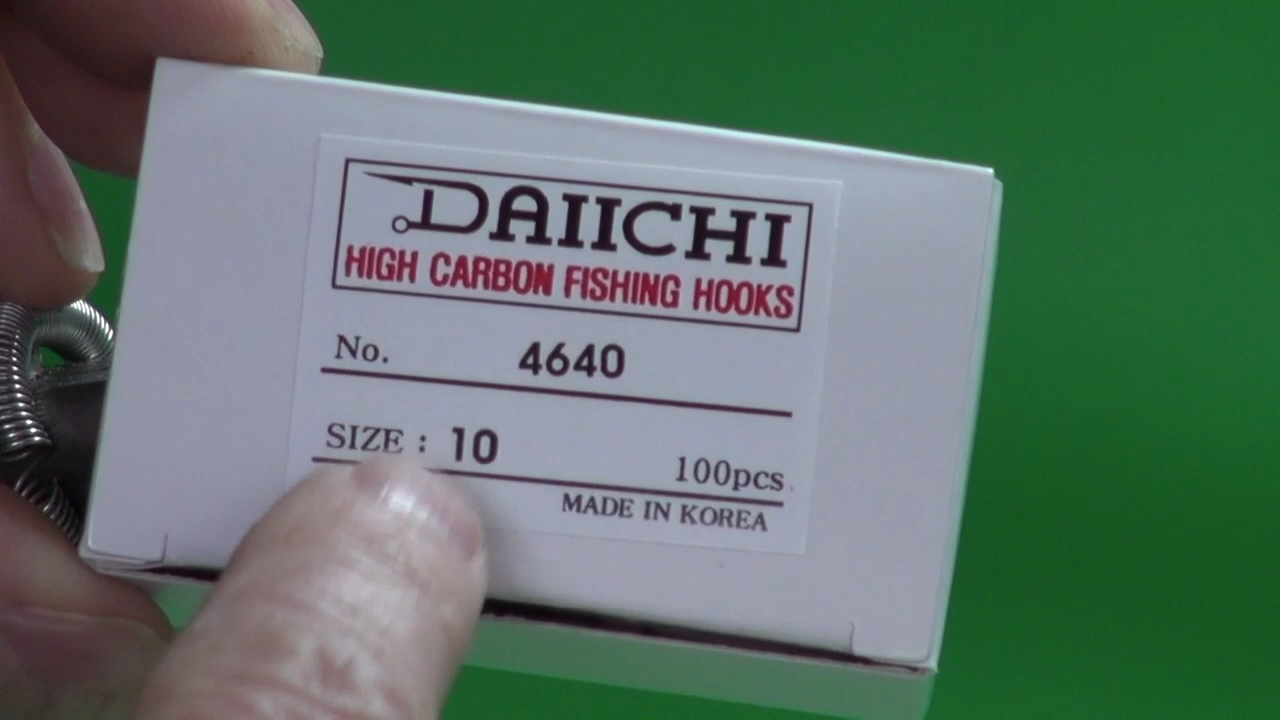 DAIICHI
HIGH CARBON FISHING HOOKS
No. 4640
SIZE : 10 100pcs.
MADE IN KOREA